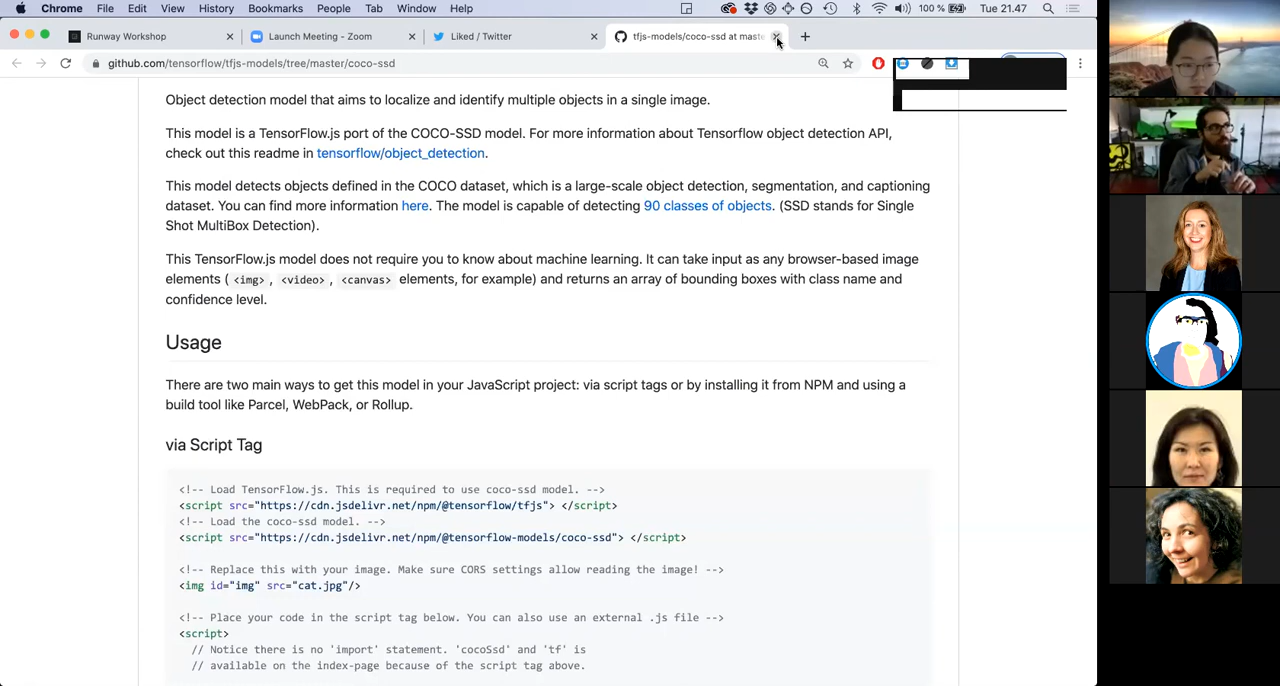 Chrome File Edit View History Bookmarks People Tab Window Help 100 % Tue 21.47
Runway Workshop Launch Meeting - Zoom Liked / Twitter tfjs-models/coco-ssd at mast
github.com/tensorflow/tfjs-models/tree/master/coco-ssd
Object detection model that aims to localize and identify multiple objects in a single image.
This model is a TensorFlow.js port of the COCO-SSD model. For more information about Tensorflow object detection API,
check out this readme in tensorflow/object_detection.
This model detects objects defined in the COCO dataset, which is a large-scale object detection, segmentation, and captioning
dataset. You can find more information here. The model is capable of detecting 90 classes of objects. (SSD stands for Single
Shot MultiBox Detection).
This TensorFlow.js model does not require you to know about machine learning. It can take input as any browser-based image
elements ( <img>, <video>, <canvas> elements, for example) and returns an array of bounding boxes with class name and
confidence level.
Usage
There are two main ways to get this model in your JavaScript project: via script tags or by installing it from NPM and using a
build tool like Parcel, WebPack, or Rollup.
via Script Tag
<!-- Load TensorFlow.js. This is required to use coco-ssd model. -->
<script src="https://cdn.jsdelivr.net/npm/@tensorflow/tfjs"> </script>
<!-- Load the coco-ssd model. -->
<script src="https://cdn.jsdelivr.net/npm/@tensorflow-models/coco-ssd"> </script>
<!-- Replace this with your image. Make sure CORS settings allow reading the image! -->
<img id="img" src="cat.jpg"/>
<!-- Place your code in the script tag below. You can also use an external .js file -->
<script>
// Notice there is no 'import' statement. 'cocoSsd' and 'tf' is
// available on the index-page because of the script tag above.